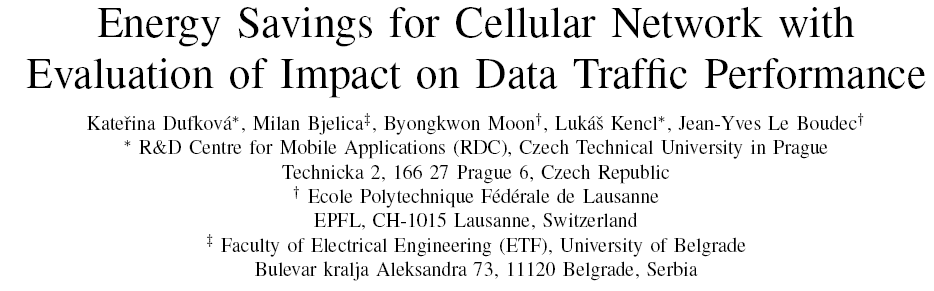 Energy Savings for Cellular Network with
Evaluation of Impact on Data Traffic Performance
Kateřina Dufková*, Milan Bjelica‡, Byongkwon Moon†, Lukáš Kencl*, Jean-Yves Le Boudec†
* R&D Centre for Mobile Applications (RDC), Czech Technical University in Prague
Technicka 2, 166 27 Prague 6, Czech Republic
† Ecole Polytechnique Fédérale de Lausanne
EPFL, CH-1015 Lausanne, Switzerland
‡ Faculty of Electrical Engineering (ETF), University of Belgrade
Bulevar kralja Aleksandra 73, 11120 Belgrade, Serbia